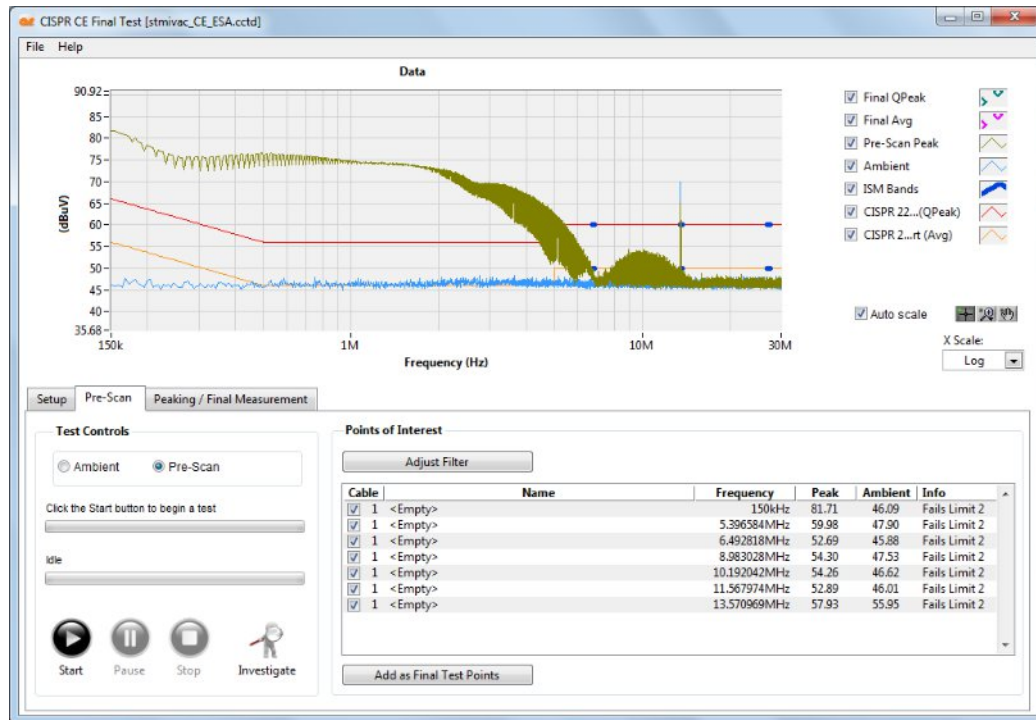 CISPR CE Final Test [stmivac_CE_ESA.cctd]
File Help
Data
90.92
85
80
75
70
65
60
55
50
45
40
35.68
(dBuV)
150k 1M 10M 30M
Frequency (Hz)
Final QPeak
Final Avg
Pre-Scan Peak
Ambient
ISM Bands
CISPR 22...(QPeak)
CISPR 2...rt (Avg)
Auto scale
X Scale:
Log
Setup Pre-Scan Peaking / Final Measurement
Test Controls
Ambient Pre-Scan
Click the Start button to begin a test
Idle
Start Pause Stop Investigate
Points of Interest
Adjust Filter
Cable Name Frequency Peak Ambient Info
1 <Empty> 150kHz 81.71 46.09 Fails Limit 2
1 <Empty> 5.396584MHz 59.98 47.90 Fails Limit 2
1 <Empty> 6.492818MHz 52.69 45.88 Fails Limit 2
1 <Empty> 8.983028MHz 54.30 47.53 Fails Limit 2
1 <Empty> 10.192042MHz 54.26 46.62 Fails Limit 2
1 <Empty> 11.567974MHz 52.89 46.01 Fails Limit 2
1 <Empty> 13.570969MHz 57.93 55.95 Fails Limit 2
Add as Final Test Points